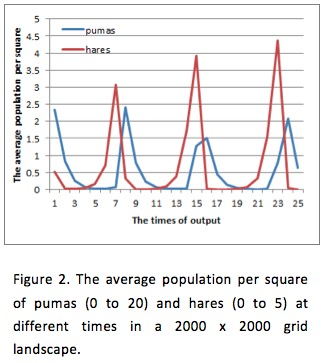 The average population per square
5
4.5
4
3.5
3
2.5
2
1.5
1
0.5
0
pumas
hares
1 3 5 7 9 11 13 15 17 19 21 23 25
The times of output
Figure 2. The average population per square
of pumas (0 to 20) and hares (0 to 5) at
different times in a 2000 x 2000 grid
landscape.